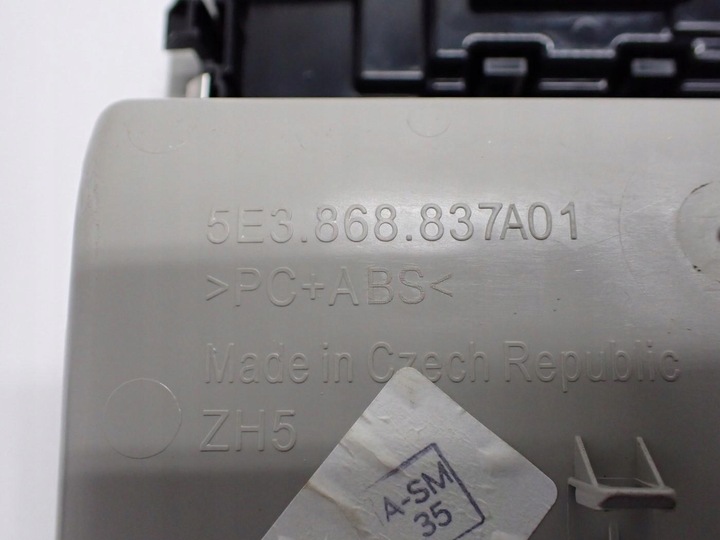 5E3.868.837A01
>PC+ABS<
Made in Czech Republic
ZH5
A-SM
35